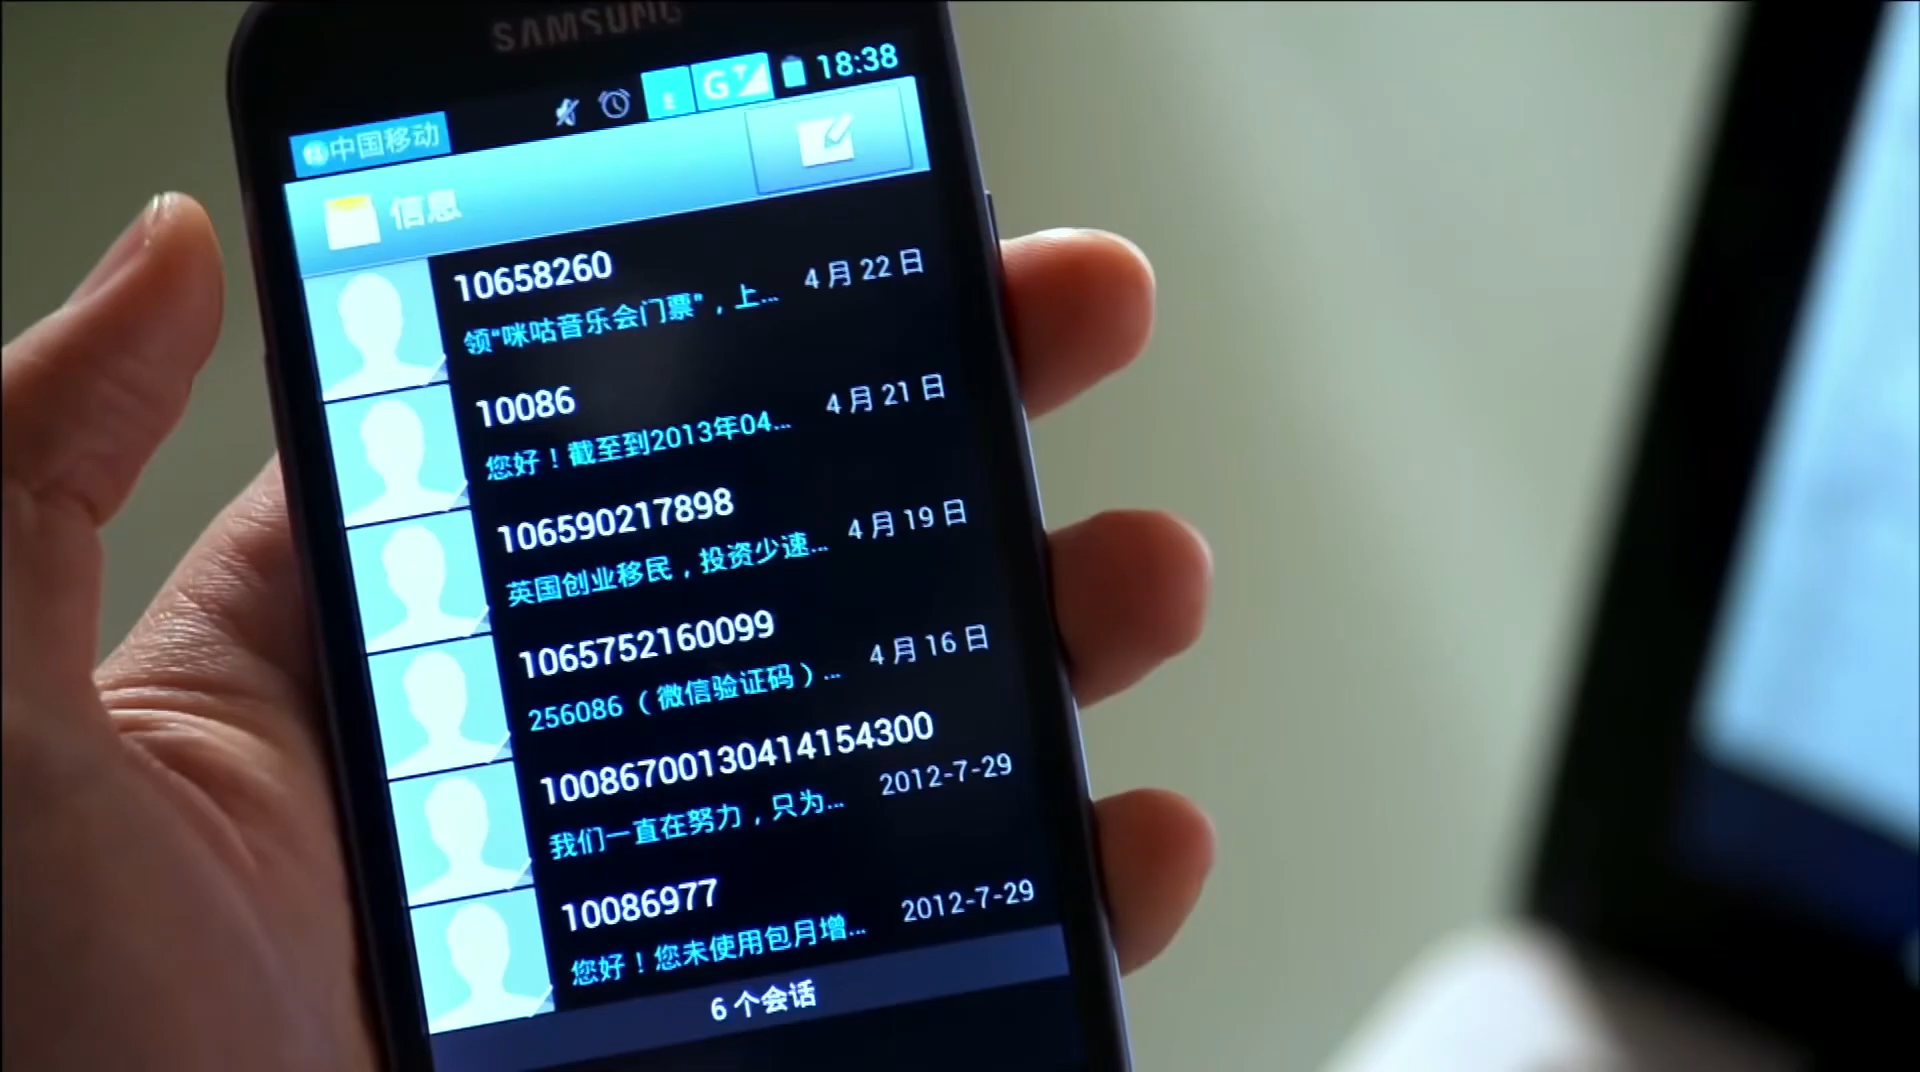 SAMSUNG
18:38
中国移动
信息
10658260
领“咪咕音乐会门票”，上...
4月22日
10086
您好！截至到2013年04...
4月21日
106590217898
英国创业移民，投资少速...
4月19日
1065752160099
256086（微信验证码）...
4月16日
10086700130414154300
我们一直在努力，只为...
2012-7-29
10086977
您好！您未使用包月增...
2012-7-29
6个会话